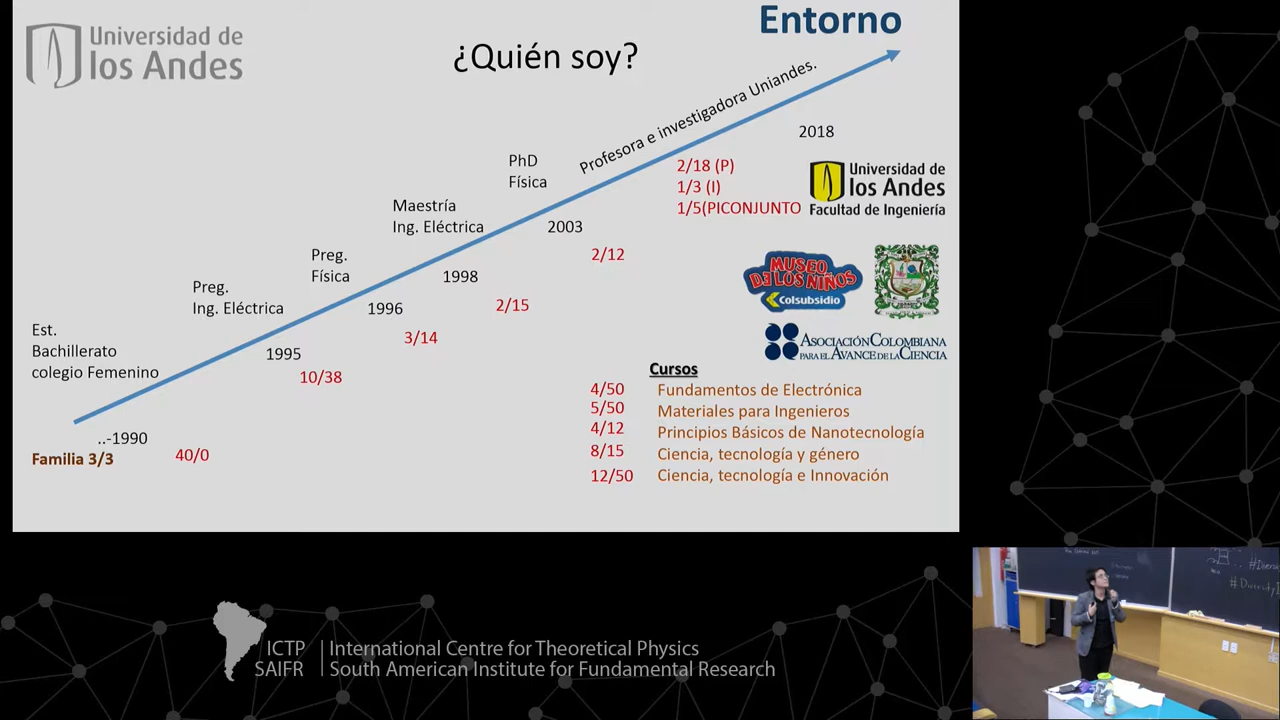 Universidad de
los Andes
Entorno
¿Quién soy?
Profesora e investigadora Uniandes.
2018
PhD
Física
2/18 (P)
1/3 (I)
1/5(PICONJUNTO
Universidad de
los Andes
Facultad de Ingeniería
Maestría
Ing. Eléctrica
2003
2/12
Preg.
Física
1998
2/15
MUSEO
DE LOS NIÑOS
Colsubsidio
Preg.
Ing. Eléctrica
1996
3/14
ASOCIACIÓN COLOMBIANA
PARA EL AVANCE DE LA CIENCIA
Est.
Bachillerato
colegio Femenino
1995
10/38
..-1990
Familia 3/3
40/0
Cursos
4/50 Fundamentos de Electrónica
5/50 Materiales para Ingenieros
4/12 Principios Básicos de Nanotecnología
8/15 Ciencia, tecnología y género
12/50 Ciencia, tecnología e Innovación
ICTP
SAIFR
International Centre for Theoretical Physics
South American Institute for Fundamental Research